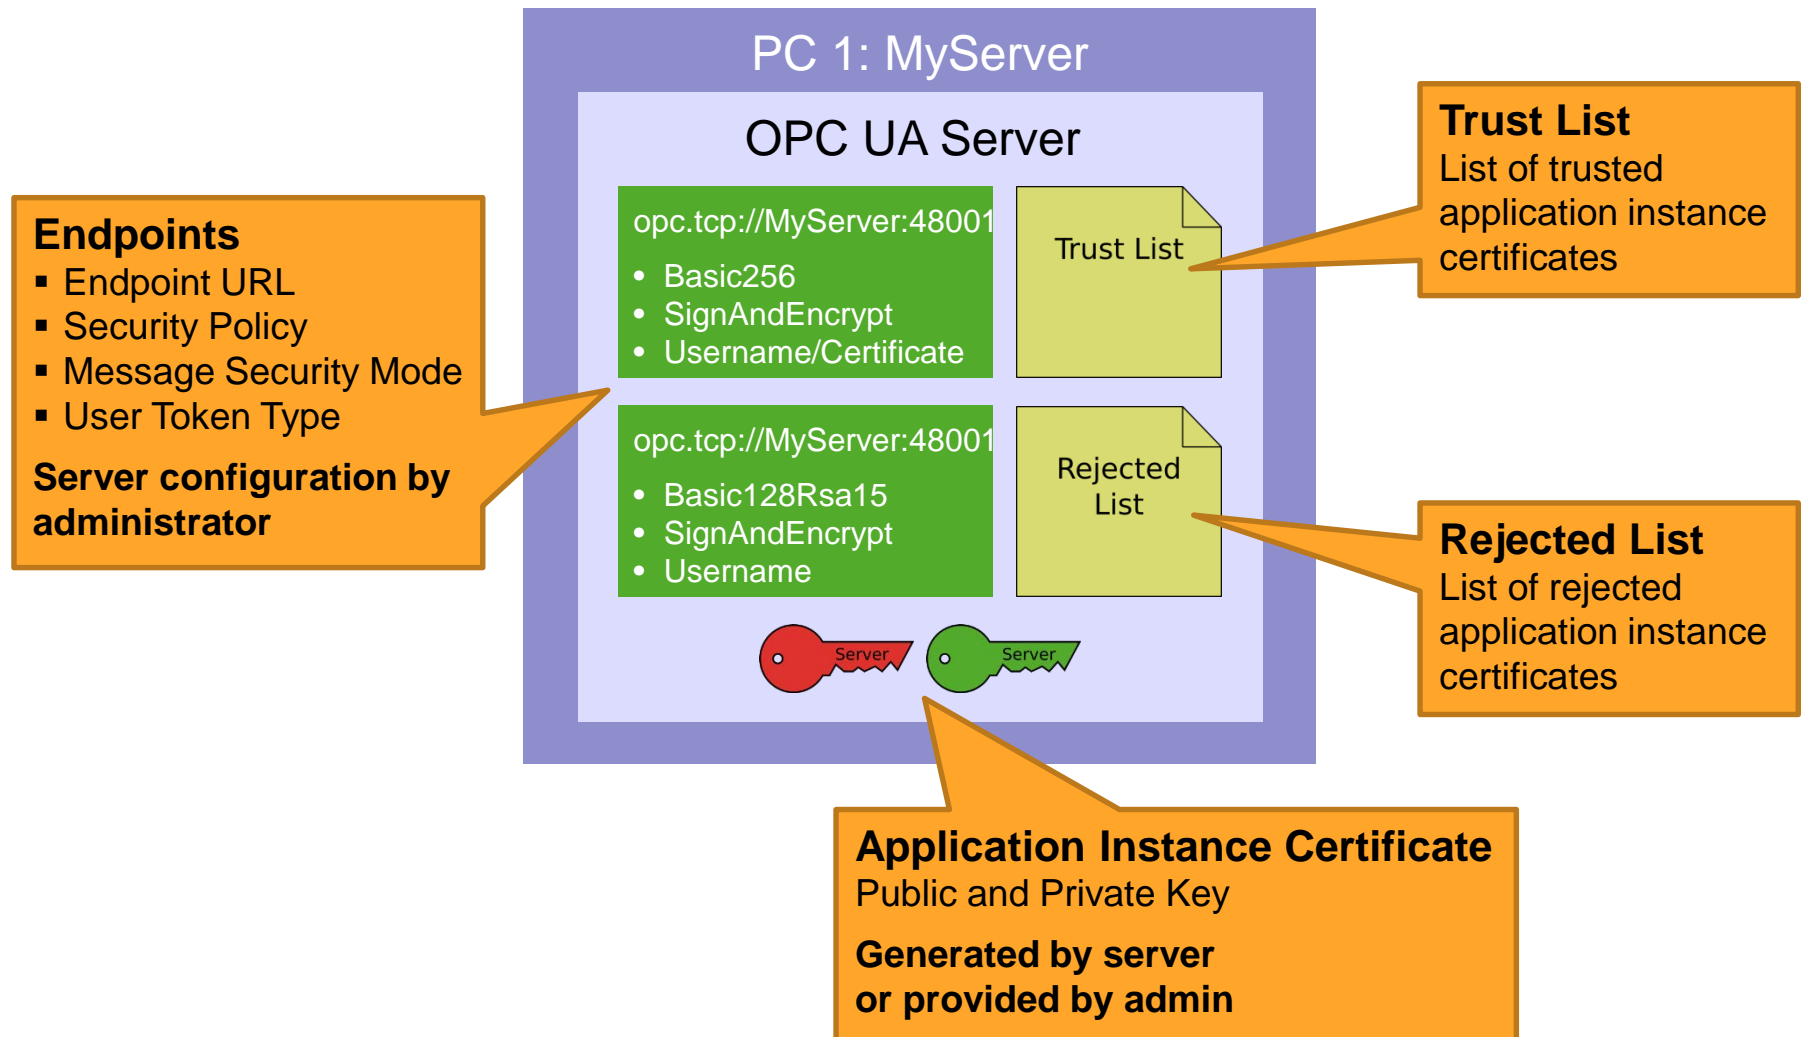 PC 1: MyServer
OPC UA Server
Endpoints
▪ Endpoint URL
▪ Security Policy
▪ Message Security Mode
▪ User Token Type
Server configuration by
administrator
opc.tcp://MyServer:48001
• Basic256
• SignAndEncrypt
• Username/Certificate
opc.tcp://MyServer:48001
• Basic128Rsa15
• SignAndEncrypt
• Username
Trust List
Rejected
List
Server
Server
Trust List
List of trusted
application instance
certificates
Rejected List
List of rejected
application instance
certificates
Application Instance Certificate
Public and Private Key
Generated by server
or provided by admin